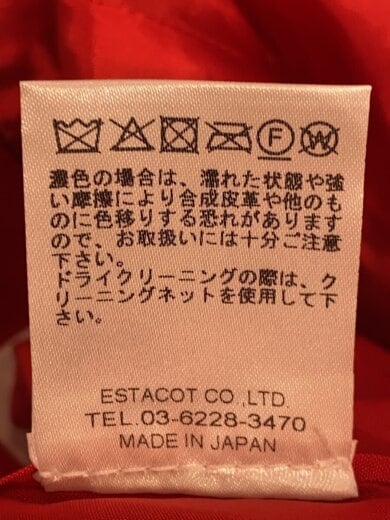 F W
濃色の場合は、濡れた状態や強
い摩擦により合成皮革や他のも
のに色移りする恐れがあります
ので、お取扱いには十分ご注意
下さい。
ドライクリーニングの際は、ク
リーニングネットを使用して下
さい。
ESTACOT CO.,LTD
TEL.03-6228-3470
MADE IN JAPAN